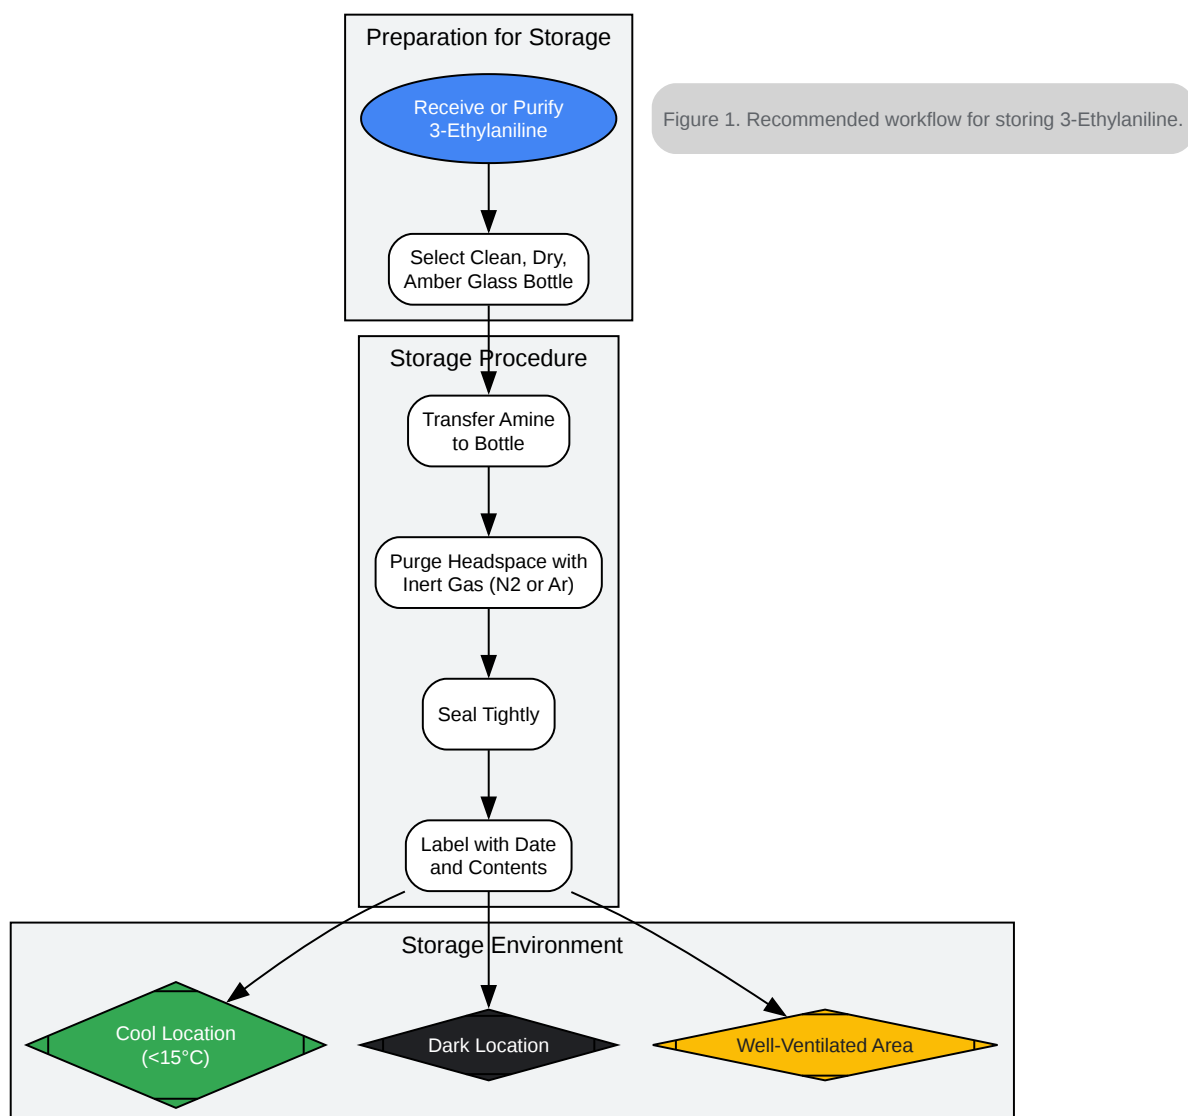 Preparation for Storage
Receive or Purify
3-Ethylaniline
Figure 1. Recommended workflow for storing 3-Ethylaniline.
Select Clean, Dry,
Amber Glass Bottle
Storage Procedure
Transfer Amine
to Bottle
Purge Headspace with
Inert Gas (N2 or Ar)
Seal Tightly
Label with Date
and Contents
Storage Environment
Cool Location
(<15°C)
Dark Location
Well-Ventilated Area